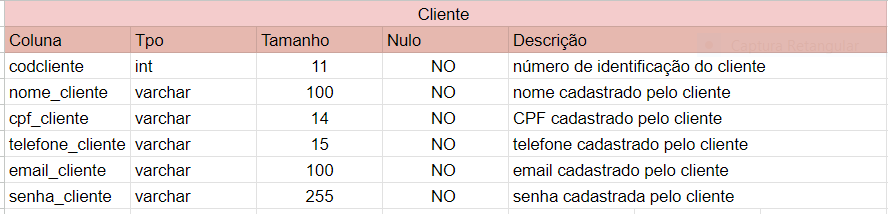 Cliente
Coluna Tpo Tamanho Nulo Descrição
Captura Retangular
codcliente int 11 NO número de identificação do cliente
nome_cliente varchar 100 NO nome cadastrado pelo cliente
cpf_cliente varchar 14 NO CPF cadastrado pelo cliente
telefone_cliente varchar 15 NO telefone cadastrado pelo cliente
email_cliente varchar 100 NO email cadastrado pelo cliente
senha_cliente varchar 255 NO senha cadastrada pelo cliente